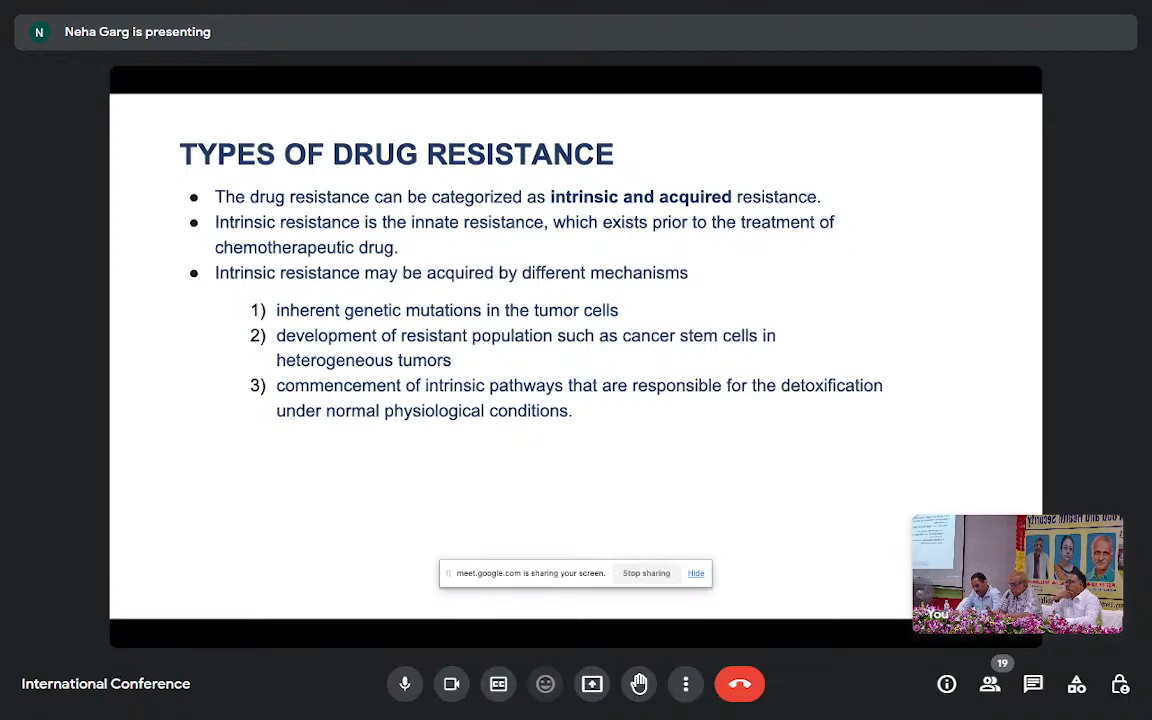 N Neha Garg is presenting
TYPES OF DRUG RESISTANCE
● The drug resistance can be categorized as intrinsic and acquired resistance.
● Intrinsic resistance is the innate resistance, which exists prior to the treatment of
chemotherapeutic drug.
● Intrinsic resistance may be acquired by different mechanisms
1) inherent genetic mutations in the tumor cells
2) development of resistant population such as cancer stem cells in
heterogeneous tumors
3) commencement of intrinsic pathways that are responsible for the detoxification
under normal physiological conditions.
meet.google.com is sharing your screen. Stop sharing Hide
You
International Conference
19